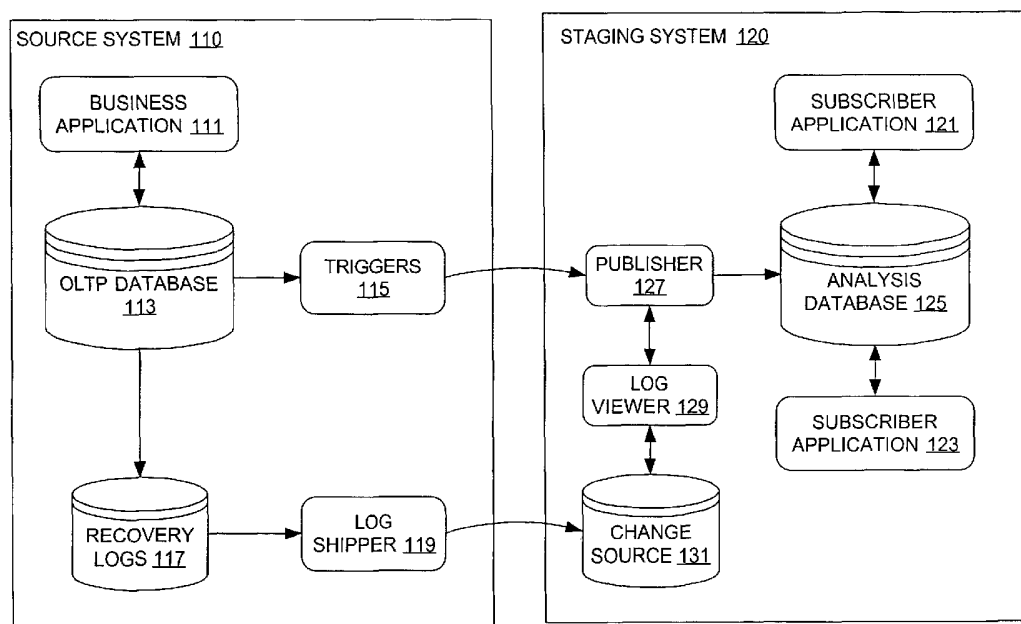 SOURCE SYSTEM 110
BUSINESS
APPLICATION 111
OLTP DATABASE
113
TRIGGERS
115
RECOVERY
LOGS 117
LOG
SHIPPER 119
STAGING SYSTEM 120
SUBSCRIBER
APPLICATION 121
PUBLISHER
127
ANALYSIS
DATABASE 125
LOG
VIEWER 129
SUBSCRIBER
APPLICATION 123
CHANGE
SOURCE 131